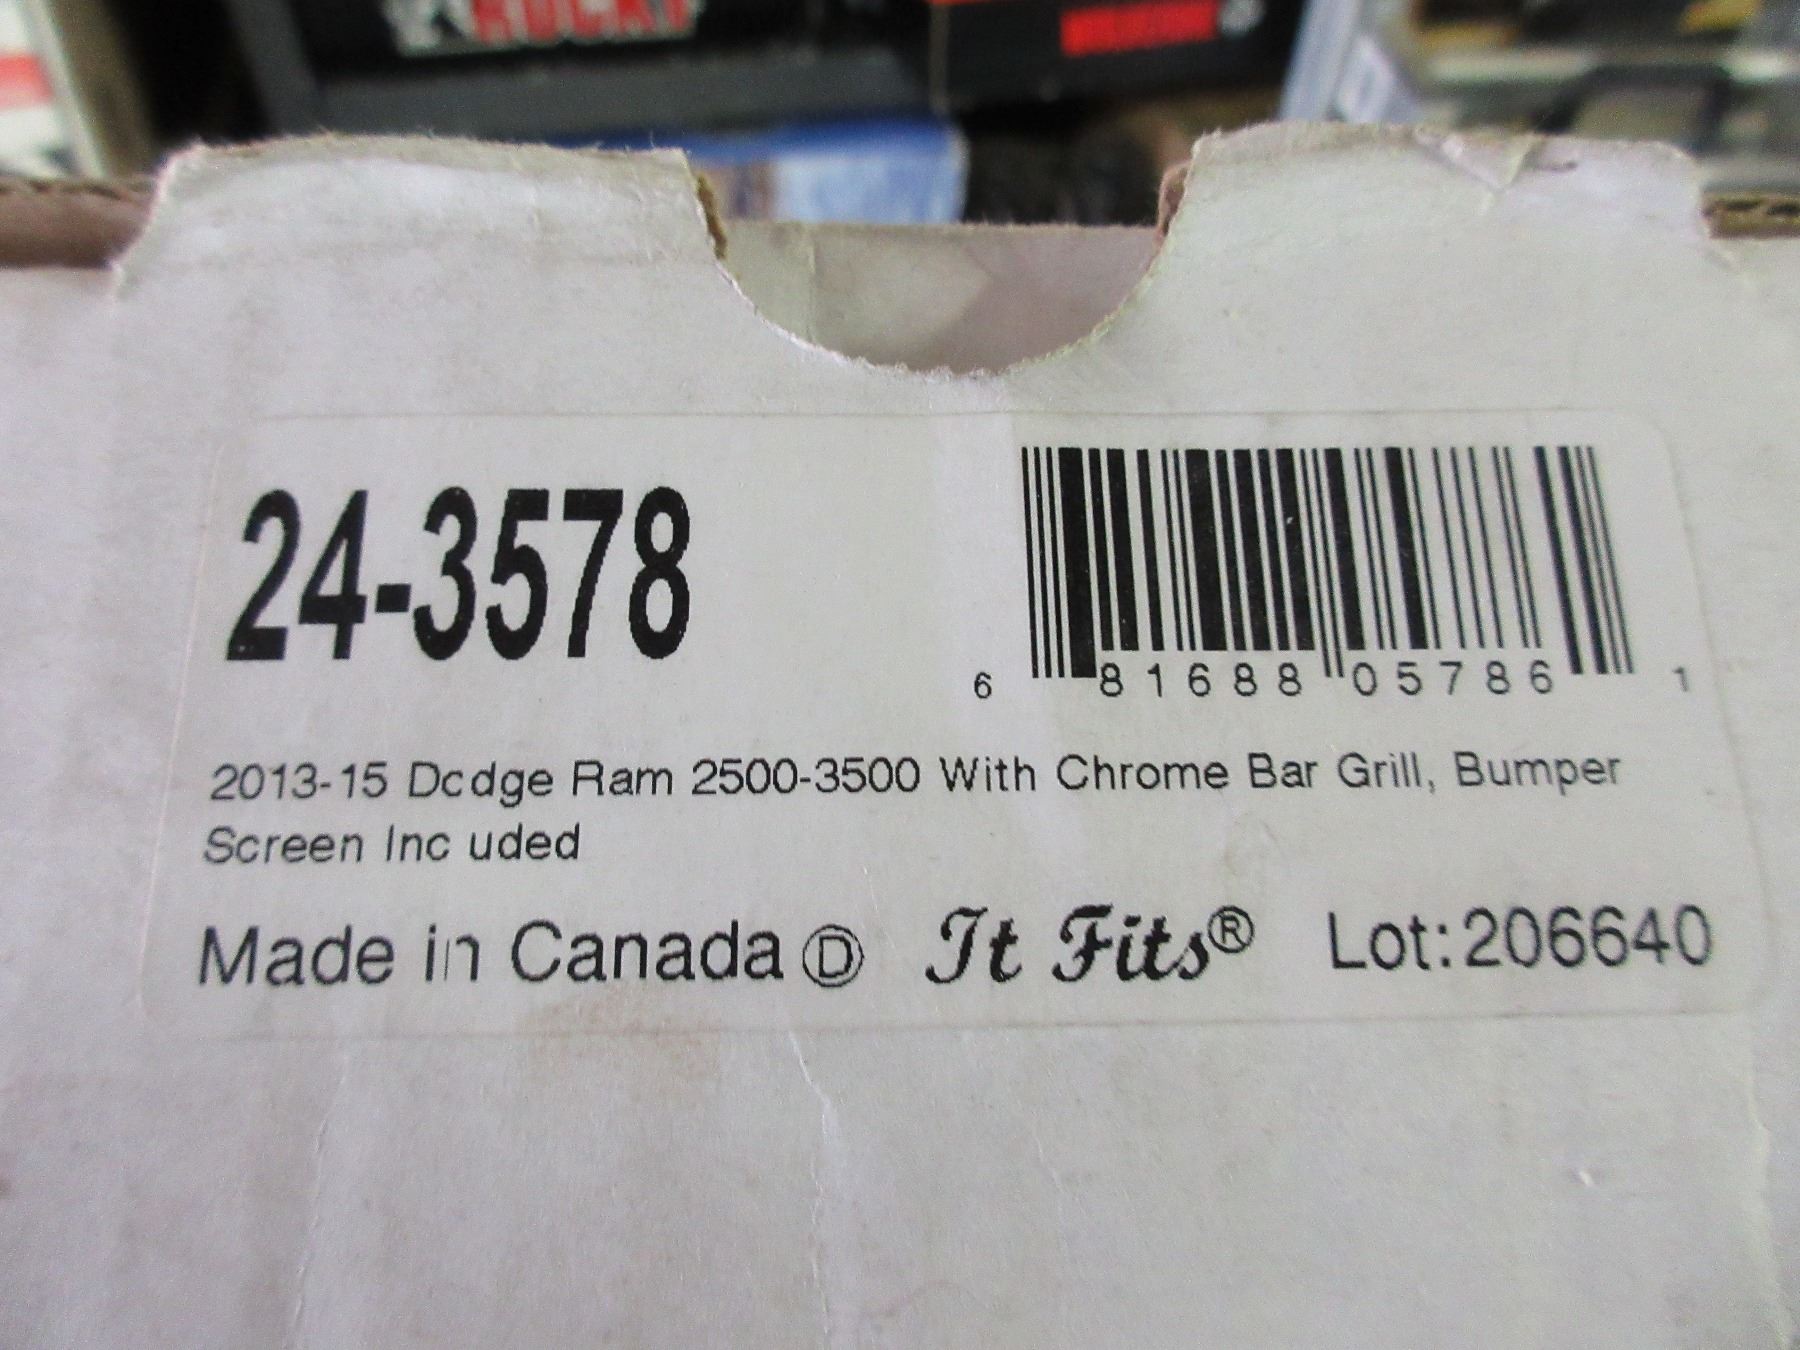 24-3578
6 81688 05786 1
2013-15 Dodge Ram 2500-3500 With Chrome Bar Grill, Bumper
Screen Inc uded
Made in Canada Ⓓ It Fits® Lot:206640